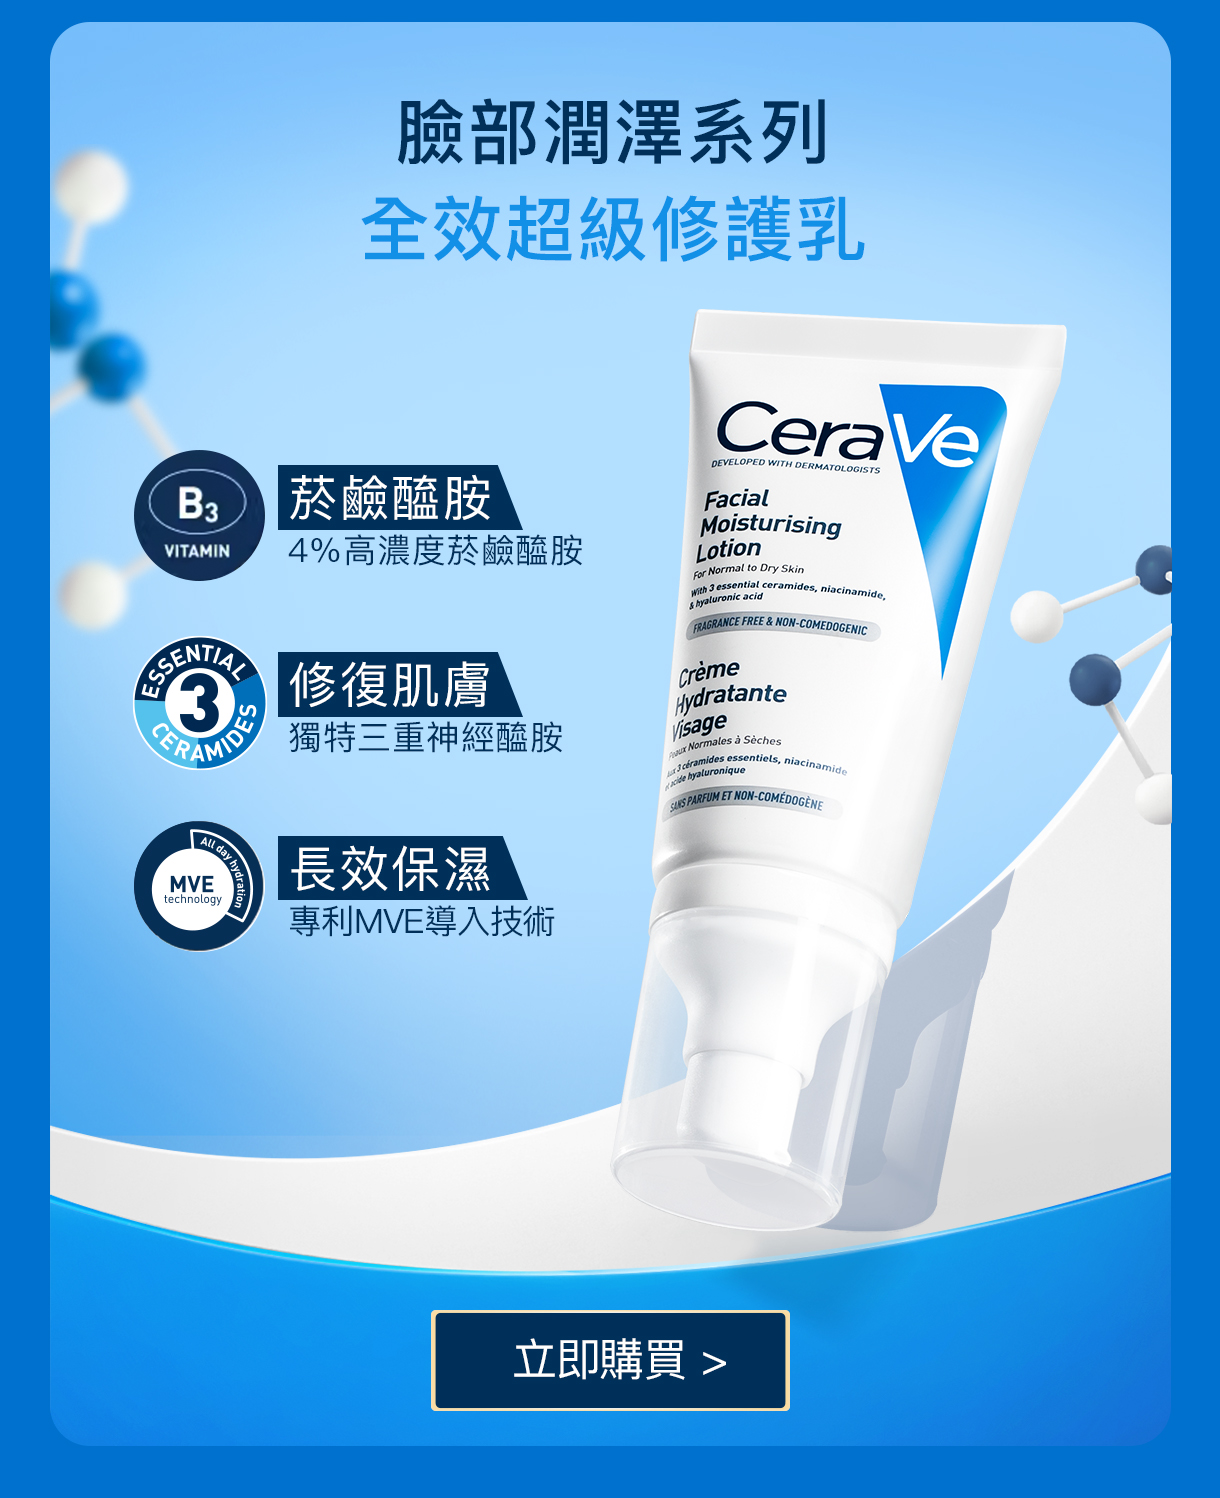 臉部潤澤系列
全效超級修護乳
B3
VITAMIN
菸鹼醯胺
4%高濃度菸鹼醯胺
ESSENTIAL
3
CERAMIDES
修復肌膚
獨特三重神經醯胺
All day hydration
MVE
technology
長效保濕
專利MVE導入技術
CeraVe
DEVELOPED WITH DERMATOLOGISTS
Facial
Moisturising
Lotion
For Normal to Dry Skin
With 3 essential ceramides, niacinamide,
& hyaluronic acid
FRAGRANCE FREE & NON-COMEDOGENIC
Crème
Hydratante
Visage
Peaux Normales à Sèches
Aux 3 céramides essentiels, niacinamide
et acide hyaluronique
SANS PARFUM ET NON-COMÉDOGÈNE
立即購買 >